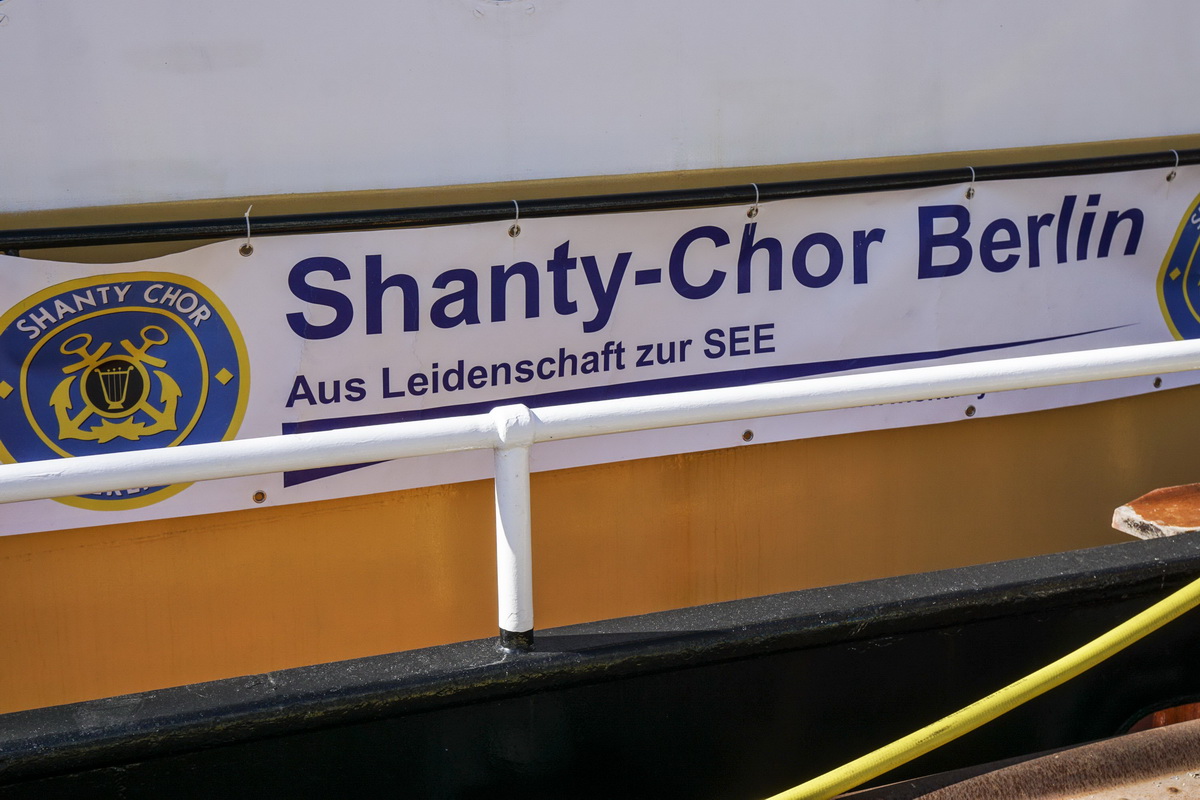 SHANTY CHOR
Shanty-Chor Berlin
Aus Leidenschaft zur SEE